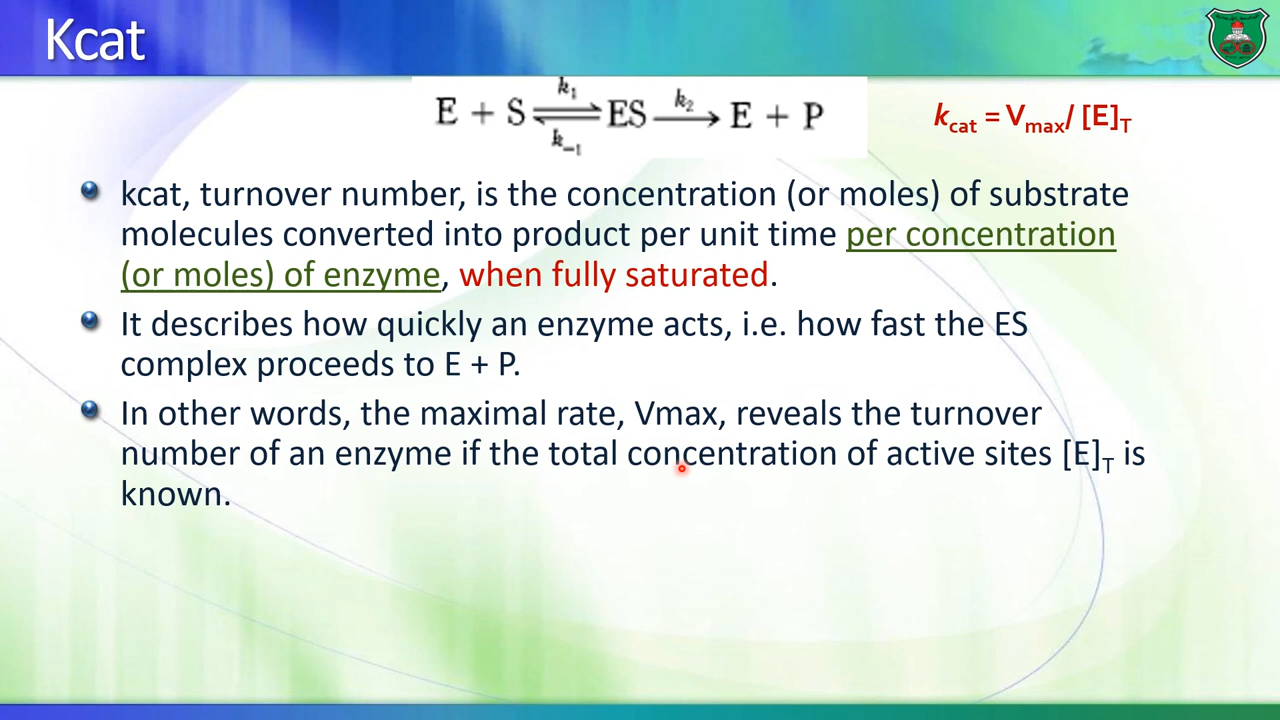 Kcat
E + S ⇌ ES → E + P
k₁
k₂
k₋₁
kcat = Vmax/ [E]T
kcat, turnover number, is the concentration (or moles) of substrate
molecules converted into product per unit time per concentration
(or moles) of enzyme, when fully saturated.
It describes how quickly an enzyme acts, i.e. how fast the ES
complex proceeds to E + P.
In other words, the maximal rate, Vmax, reveals the turnover
number of an enzyme if the total concentration of active sites [E]T is
known.